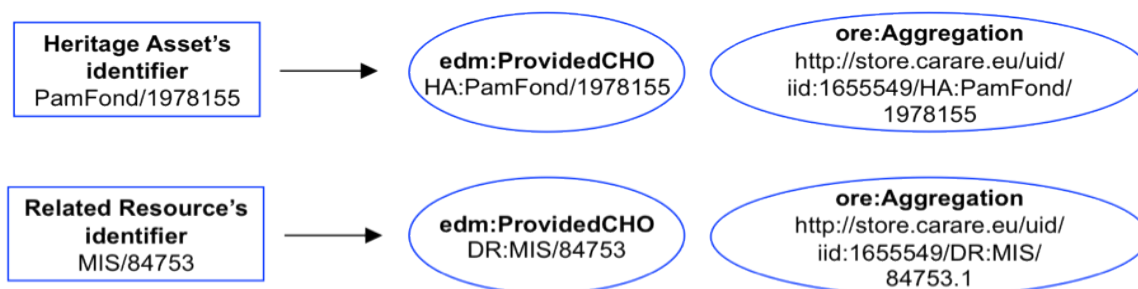 Heritage Asset's
identifier
PamFond/1978155
edm:ProvidedCHO
HA:PamFond/1978155
ore:Aggregation
http://store.carare.eu/uid/
iid:1655549/HA:PamFond/
1978155
Related Resource's
identifier
MIS/84753
edm:ProvidedCHO
DR:MIS/84753
ore:Aggregation
http://store.carare.eu/uid/
iid:1655549/DR:MIS/
84753.1